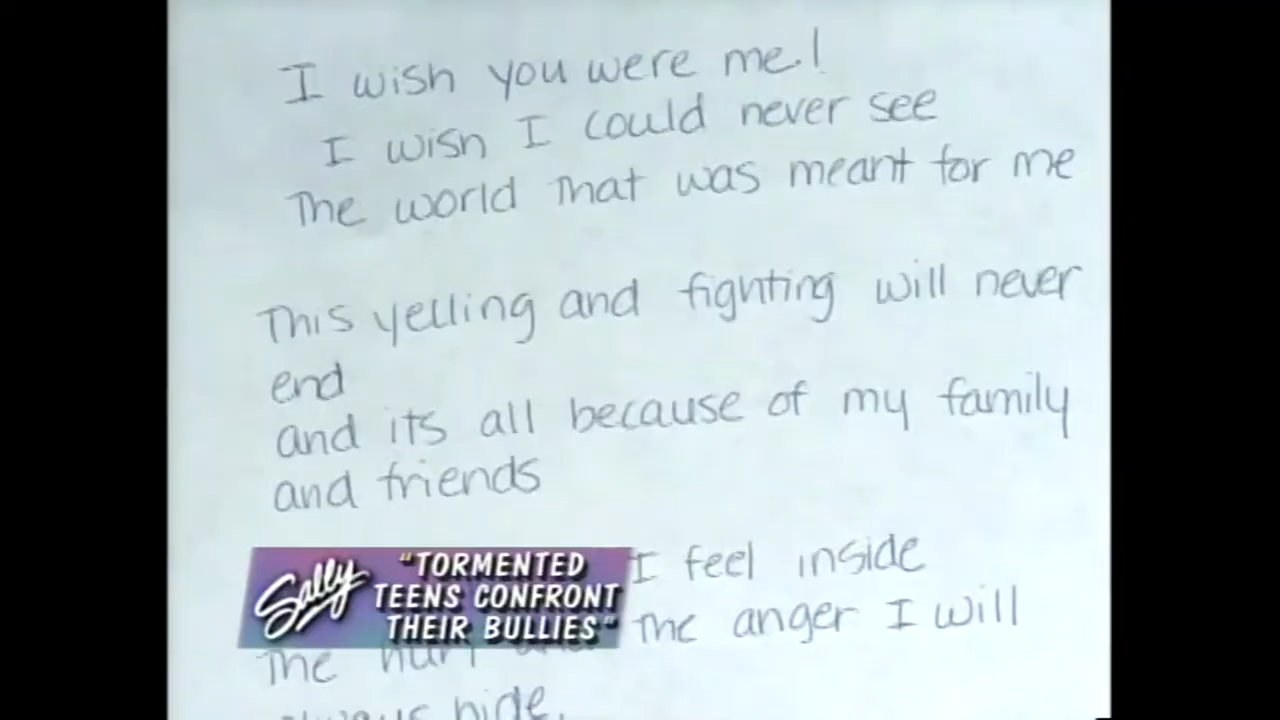 I wish you were me!
I wish I could never see
The world that was meant for me
This yelling and fighting will never
end
and its all because of my family
and friends
I feel inside
The anger I will
The hurt
always hide.
Sally
"TORMENTED
TEENS CONFRONT
THEIR BULLIES"